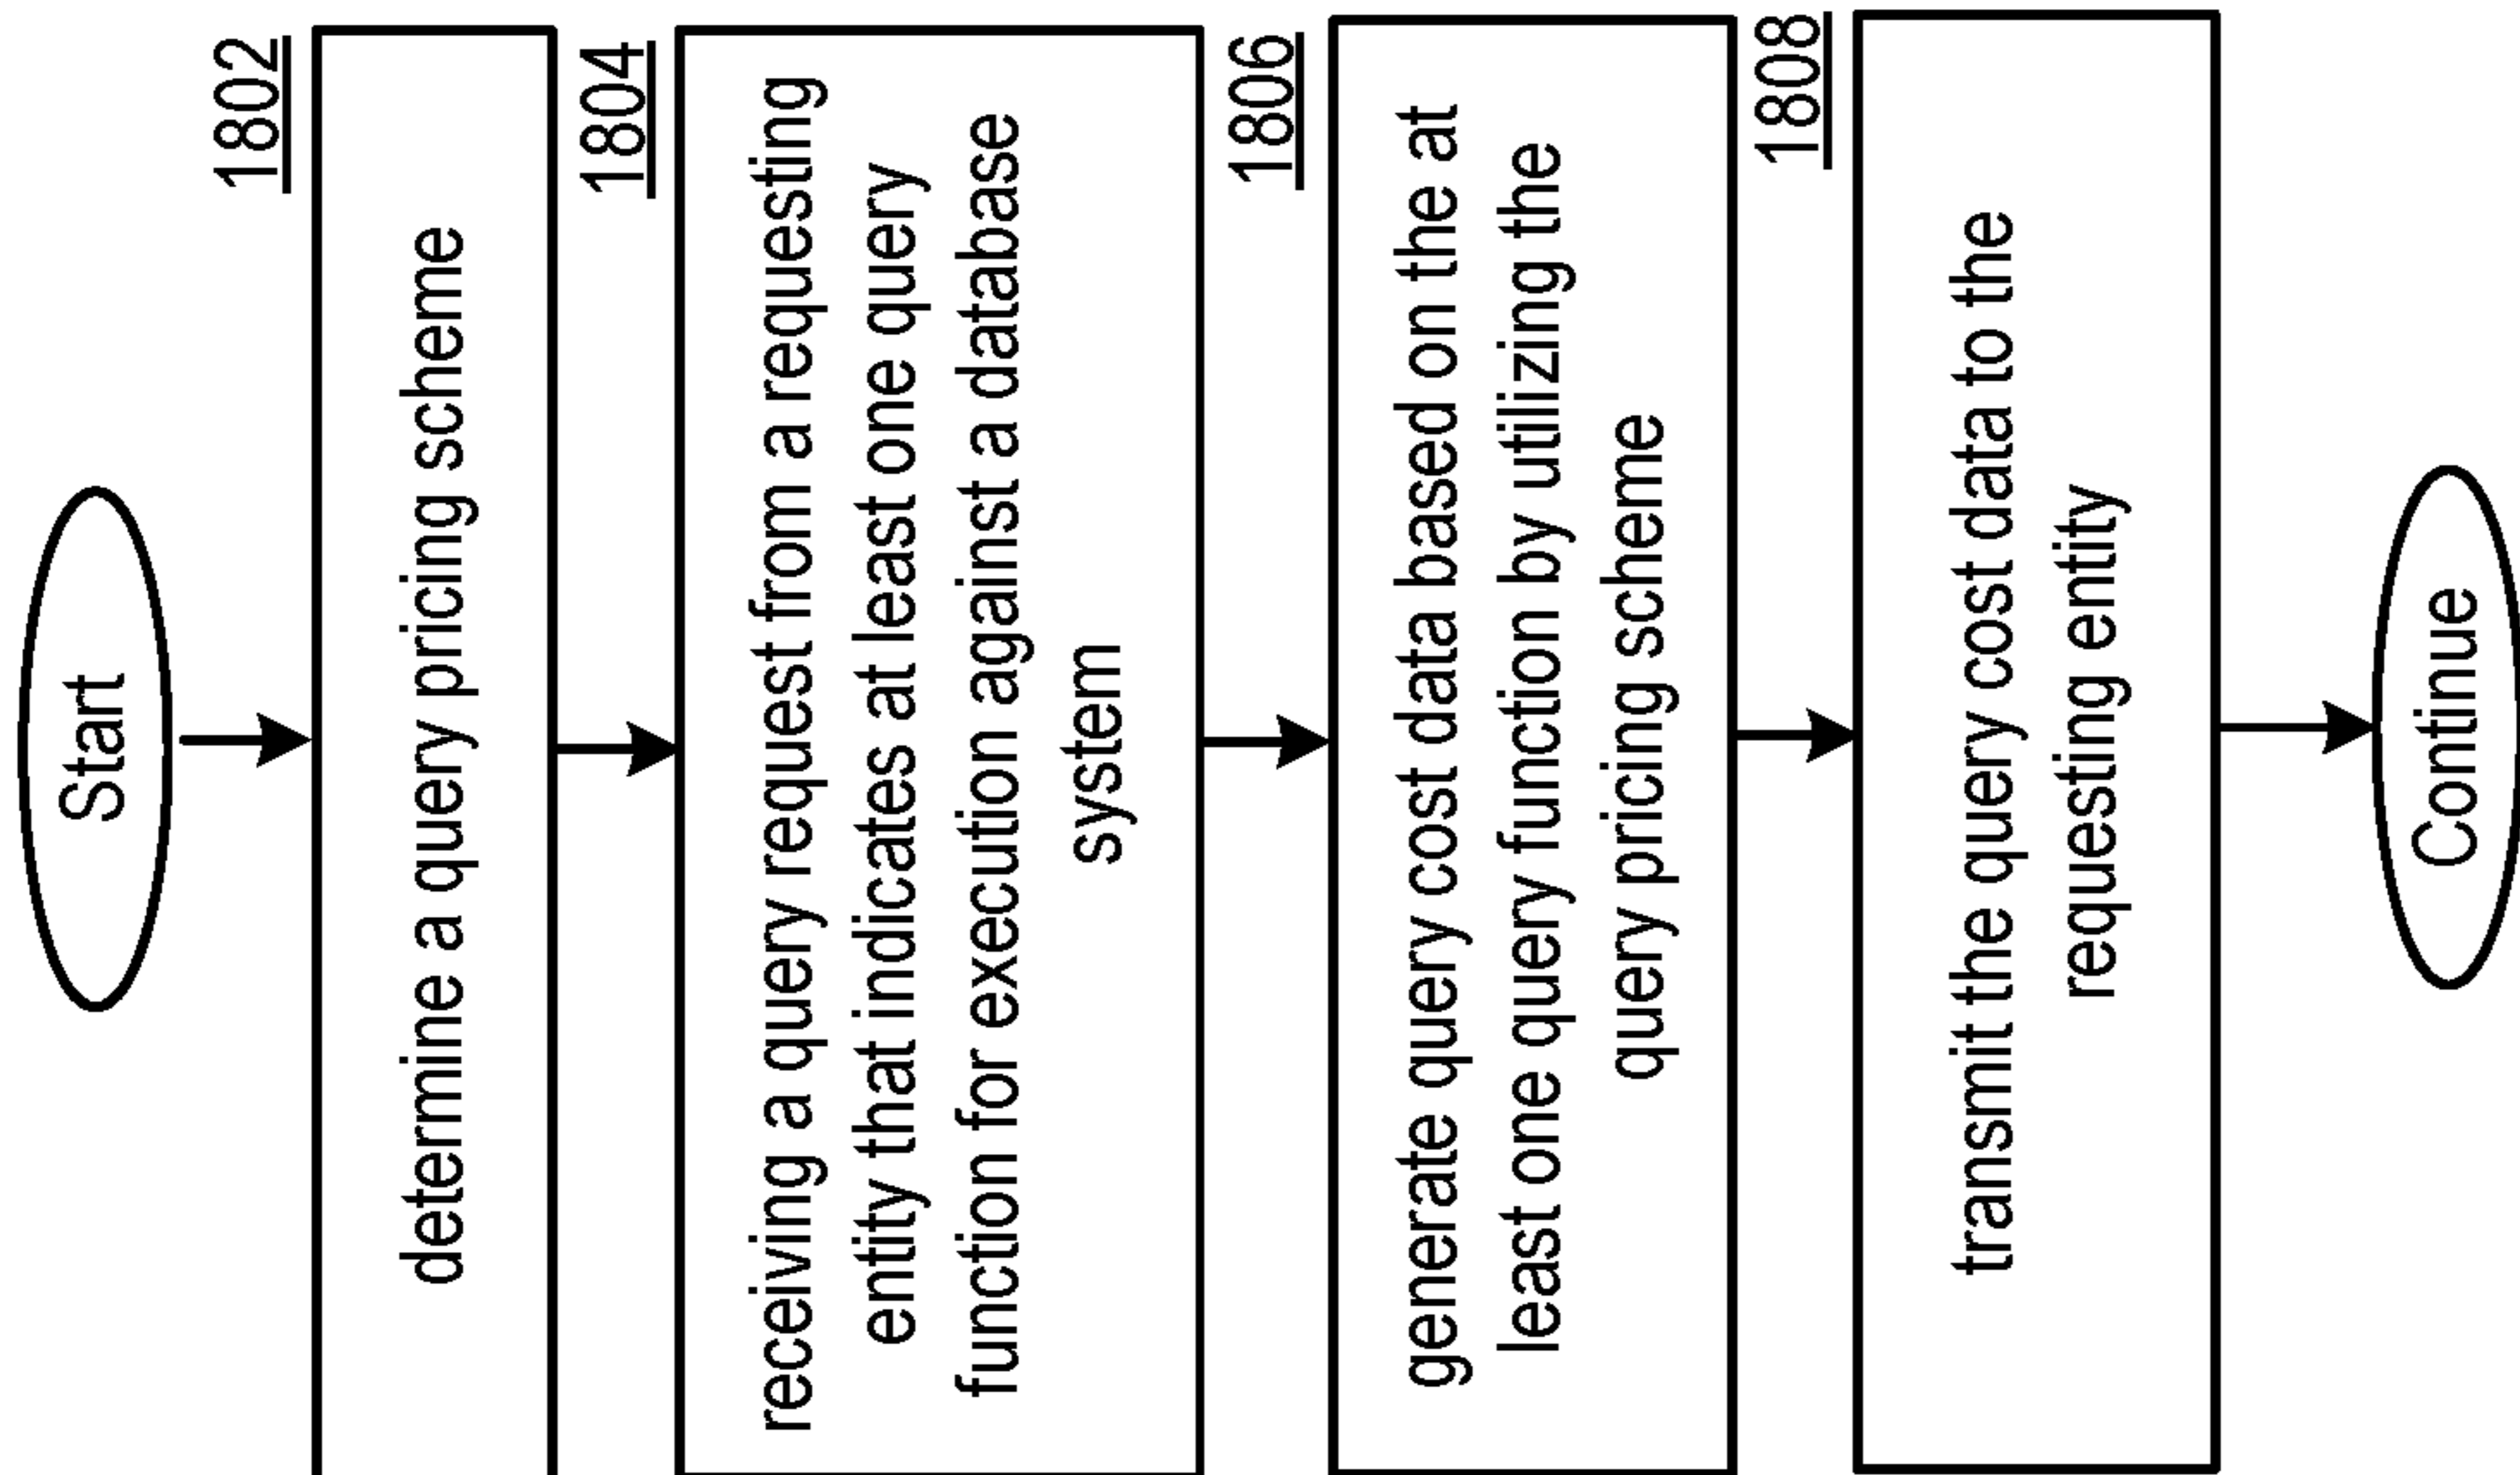 Start
1802
determine a query pricing scheme
1804
receiving a query request from a requesting
entity that indicates at least one query
function for execution against a database
system
1806
generate query cost data based on the at
least one query function by utilizing the
query pricing scheme
1808
transmit the query cost data to the
requesting entity
Continue